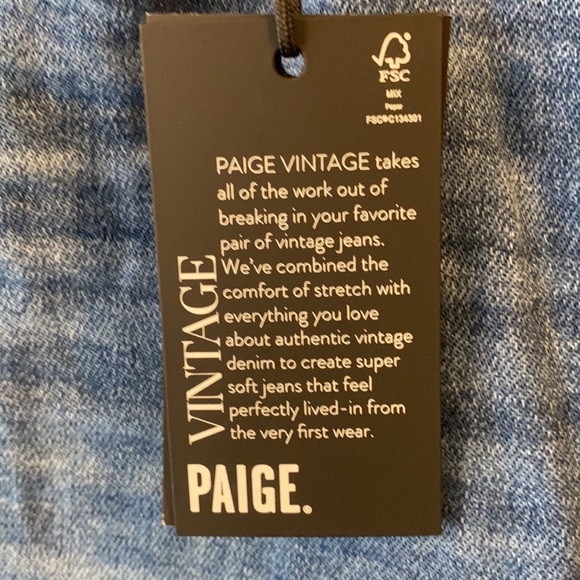 FSC
MIX
Paper
FSC® C134301
PAIGE VINTAGE takes
all of the work out of
breaking in your favorite
pair of vintage jeans.
We've combined the
comfort of stretch with
everything you love
about authentic vintage
denim to create super
soft jeans that feel
perfectly lived-in from
the very first wear.
VINTAGE
PAIGE.